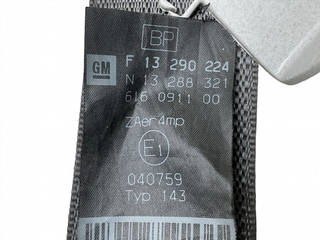 BP
GM
F 13 290 224
N 13 288 321
616 0911 00
ZAer4mp
E1
040759
Typ 143